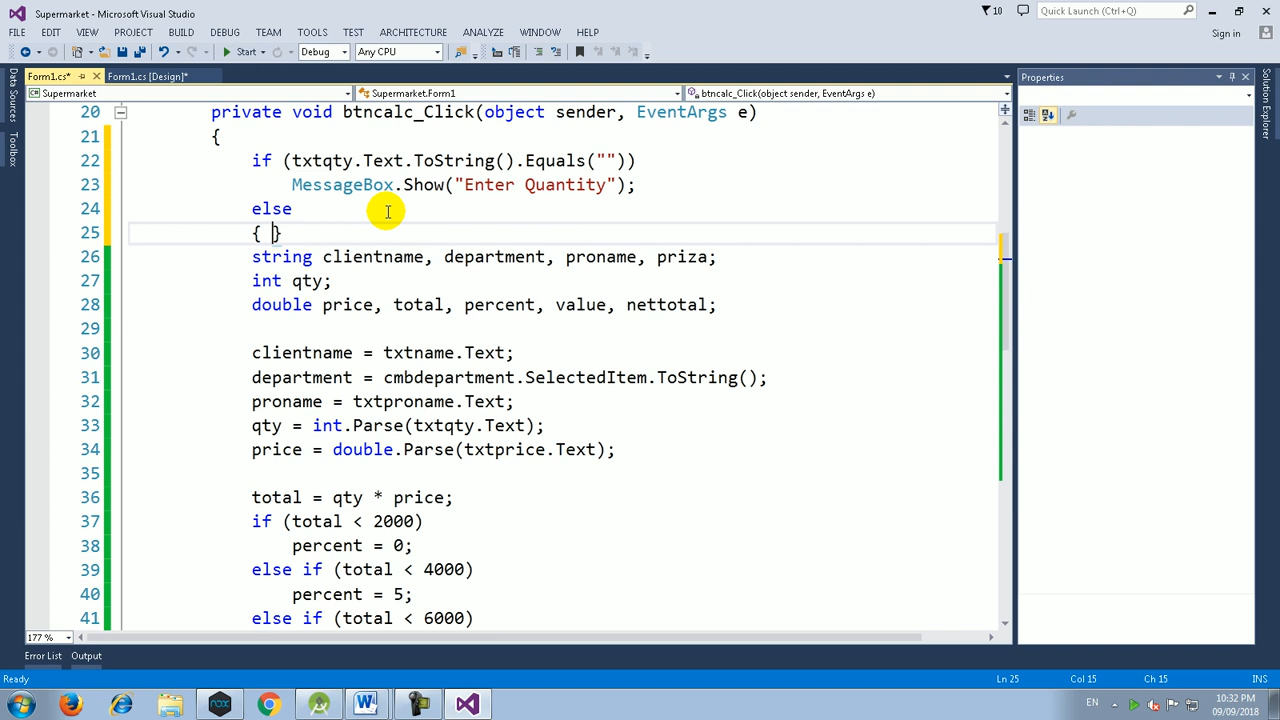 Supermarket - Microsoft Visual Studio
10
Quick Launch (Ctrl+Q)
FILE EDIT VIEW PROJECT BUILD DEBUG TEAM TOOLS TEST ARCHITECTURE ANALYZE WINDOW HELP
Sign in
Start Debug Any CPU
Form1.cs* Form1.cs [Design]*
Properties
Supermarket Supermarket.Form1 btncalc_Click(object sender, EventArgs e)
Data Sources
Toolbox
Solution Explorer
20 private void btncalc_Click(object sender, EventArgs e)
21 {
22 if (txtqty.Text.ToString().Equals(""))
23 MessageBox.Show("Enter Quantity");
24 else
25 { }
26 string clientname, department, proname, priza;
27 int qty;
28 double price, total, percent, value, nettotal;
29
30 clientname = txtname.Text;
31 department = cmbdepartment.SelectedItem.ToString();
32 proname = txtproname.Text;
33 qty = int.Parse(txtqty.Text);
34 price = double.Parse(txtprice.Text);
35
36 total = qty * price;
37 if (total < 2000)
38 percent = 0;
39 else if (total < 4000)
40 percent = 5;
41 else if (total < 6000)
177 %
Error List Output
Ready Ln 25 Col 15 Ch 15 INS
nox W EN 10:32 PM
09/09/2018